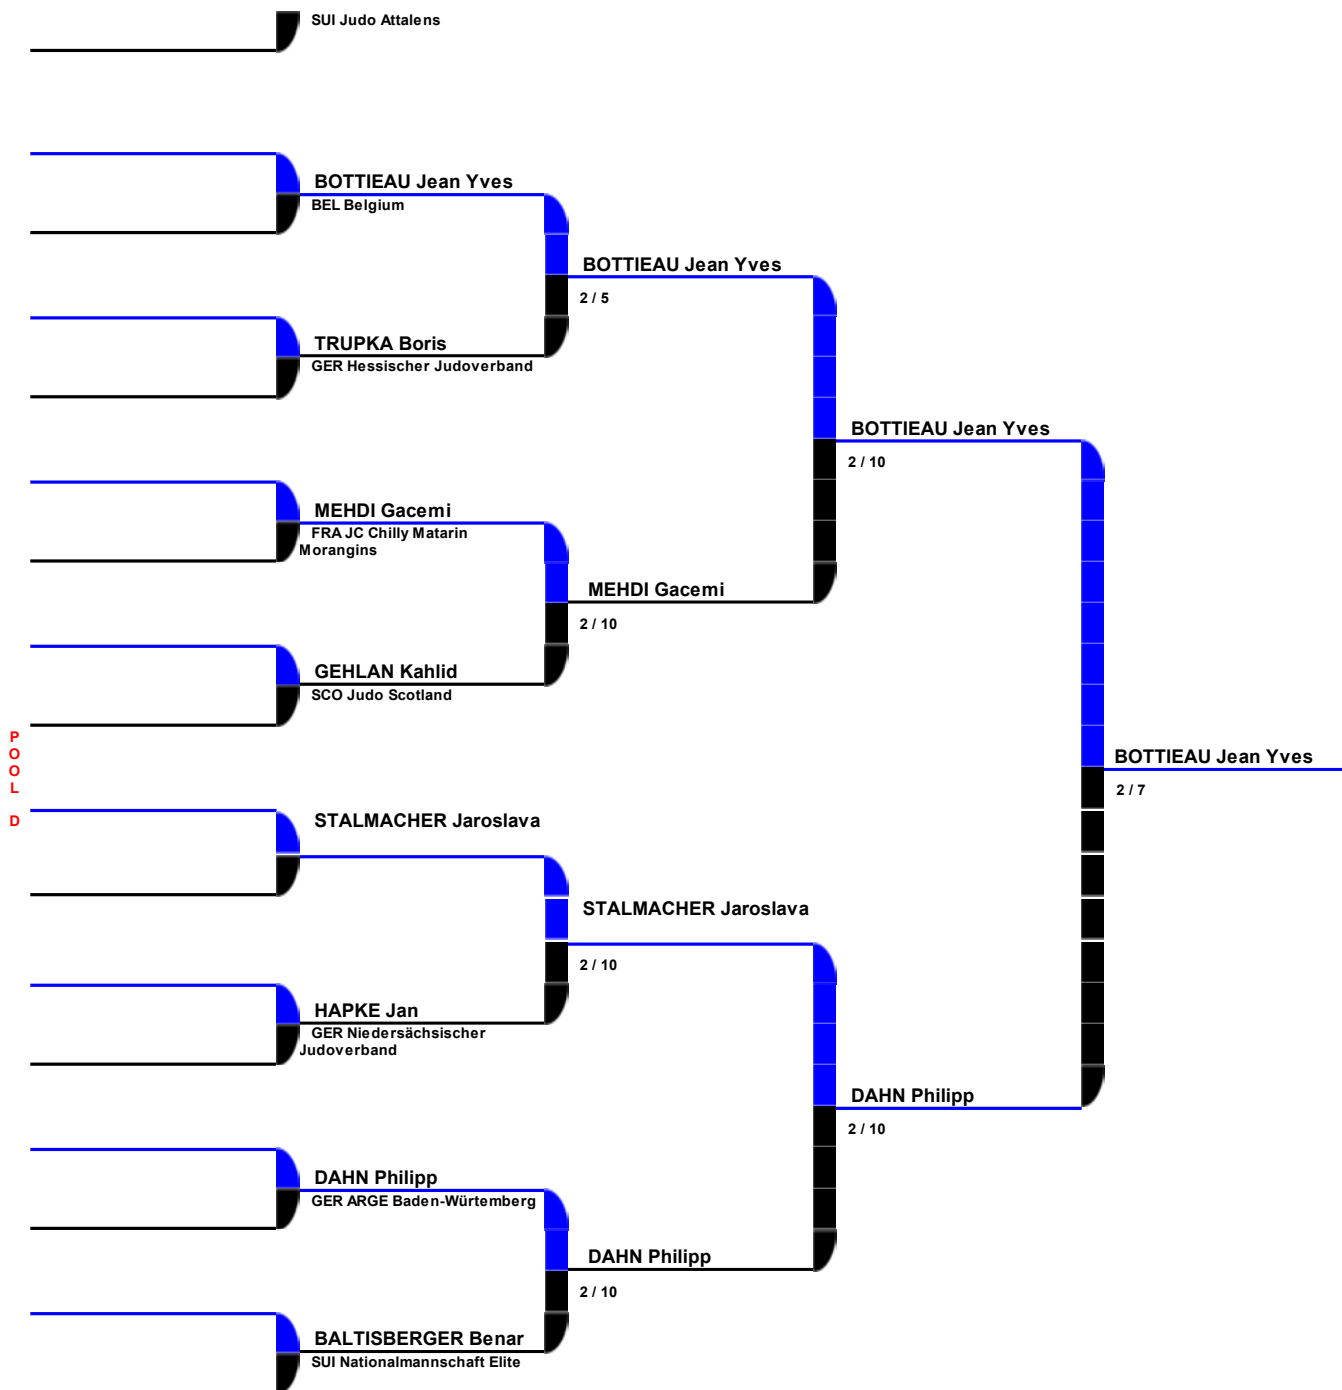 SUI Judo Attalens
BOTTIEAU Jean Yves
BEL Belgium
BOTTIEAU Jean Yves
2 / 5
TRUPKA Boris
GER Hessischer Judoverband
BOTTIEAU Jean Yves
2 / 10
MEHDI Gacemi
FRA JC Chilly Matarin
Morangins
MEHDI Gacemi
2 / 10
GEHLAN Kahlid
SCO Judo Scotland
POOL D
BOTTIEAU Jean Yves
2 / 7
STALMACHER Jaroslava
STALMACHER Jaroslava
2 / 10
HAPKE Jan
GER Niedersächsischer
Judoverband
DAHN Philipp
2 / 10
DAHN Philipp
GER ARGE Baden-Würtemberg
DAHN Philipp
2 / 10
BALTISBERGER Benar
SUI Nationalmannschaft Elite